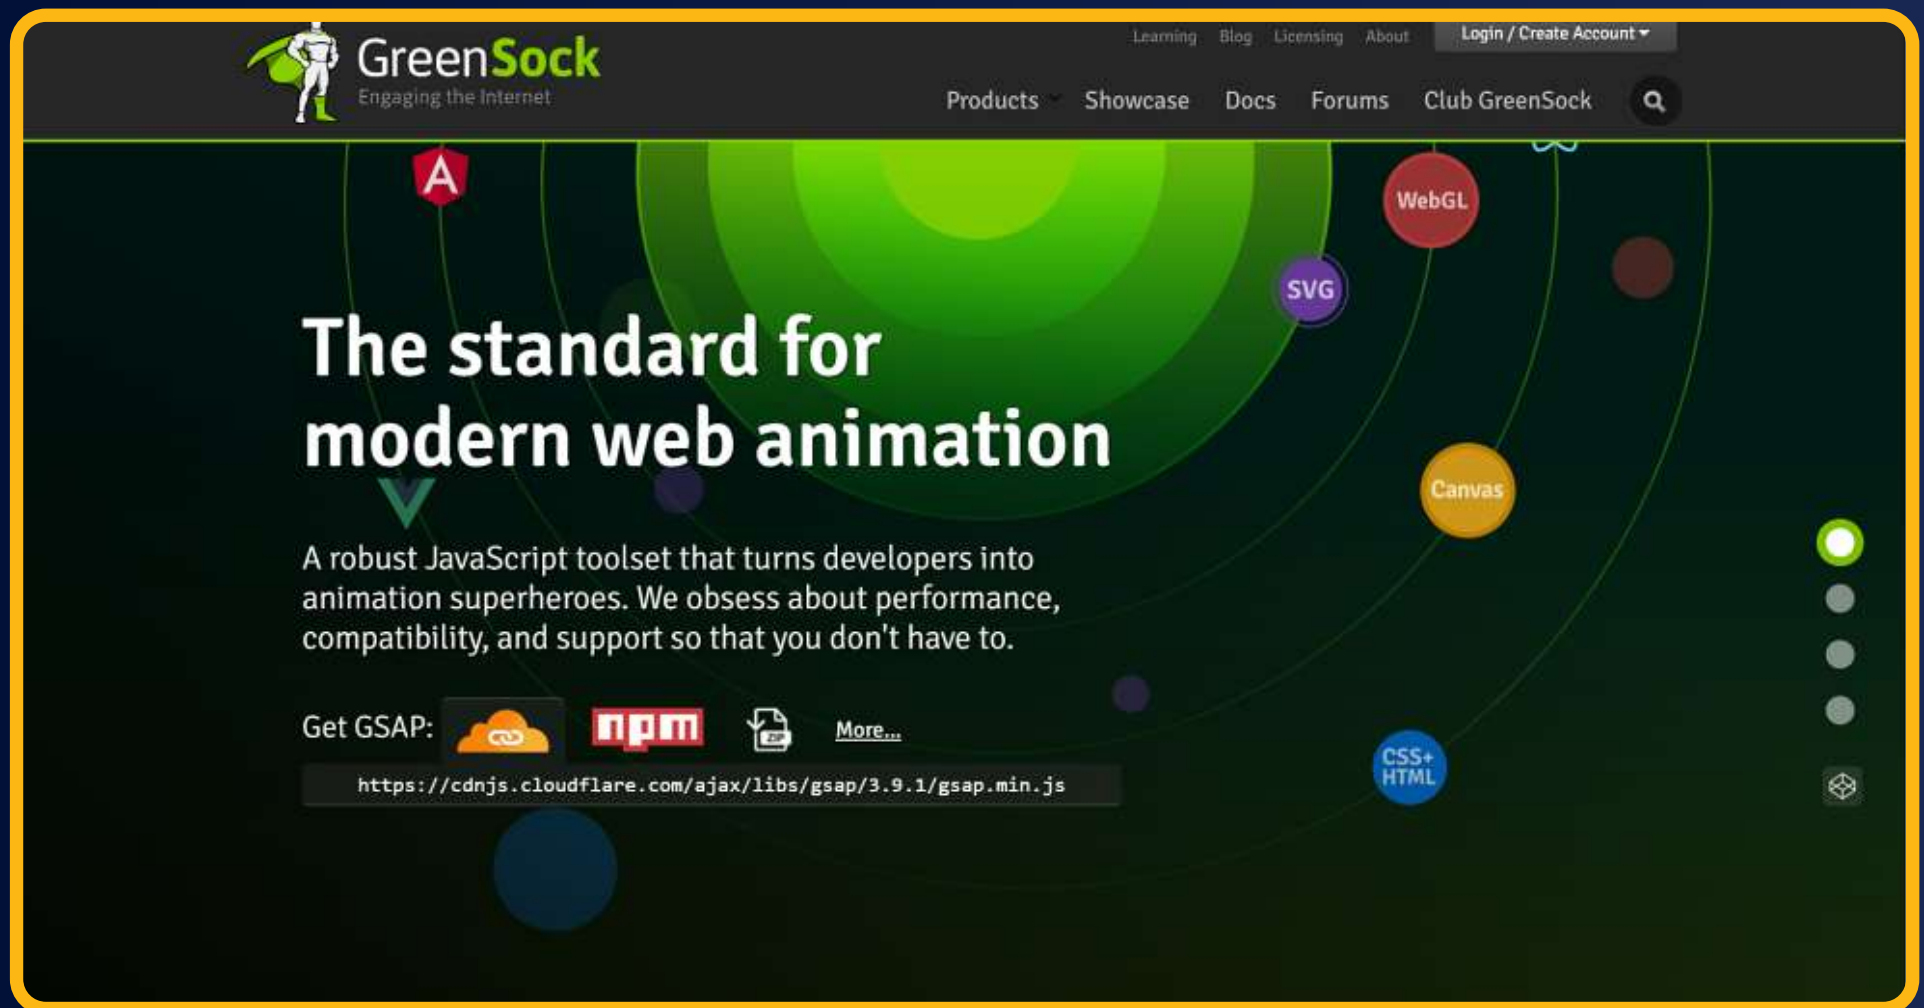 GreenSock
Engaging the Internet
Learning Blog Licensing About
Login / Create Account
Products Showcase Docs Forums Club GreenSock
A
WebGL
SVG
The standard for
modern web animation
Canvas
A robust JavaScript toolset that turns developers into
animation superheroes. We obsess about performance,
compatibility, and support so that you don't have to.
Get GSAP: npm ZIP More...
https://cdnjs.cloudflare.com/ajax/libs/gsap/3.9.1/gsap.min.js
CSS+
HTML